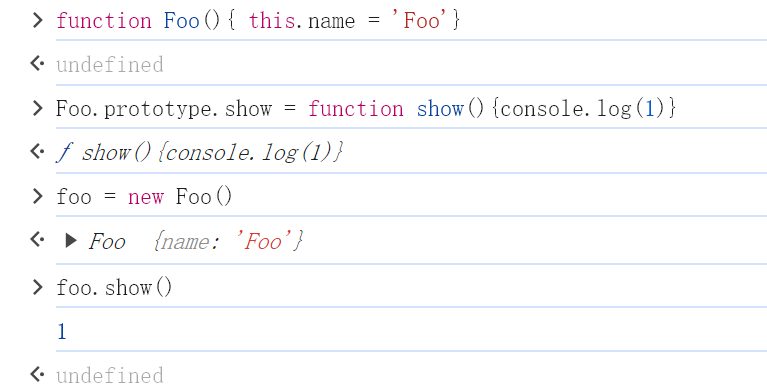 > function Foo(){ this.name = 'Foo'}
undefined
> Foo.prototype.show = function show(){console.log(1)}
ƒ show(){console.log(1)}
> foo = new Foo()
▶ Foo {name: 'Foo'}
> foo.show()
1
undefined